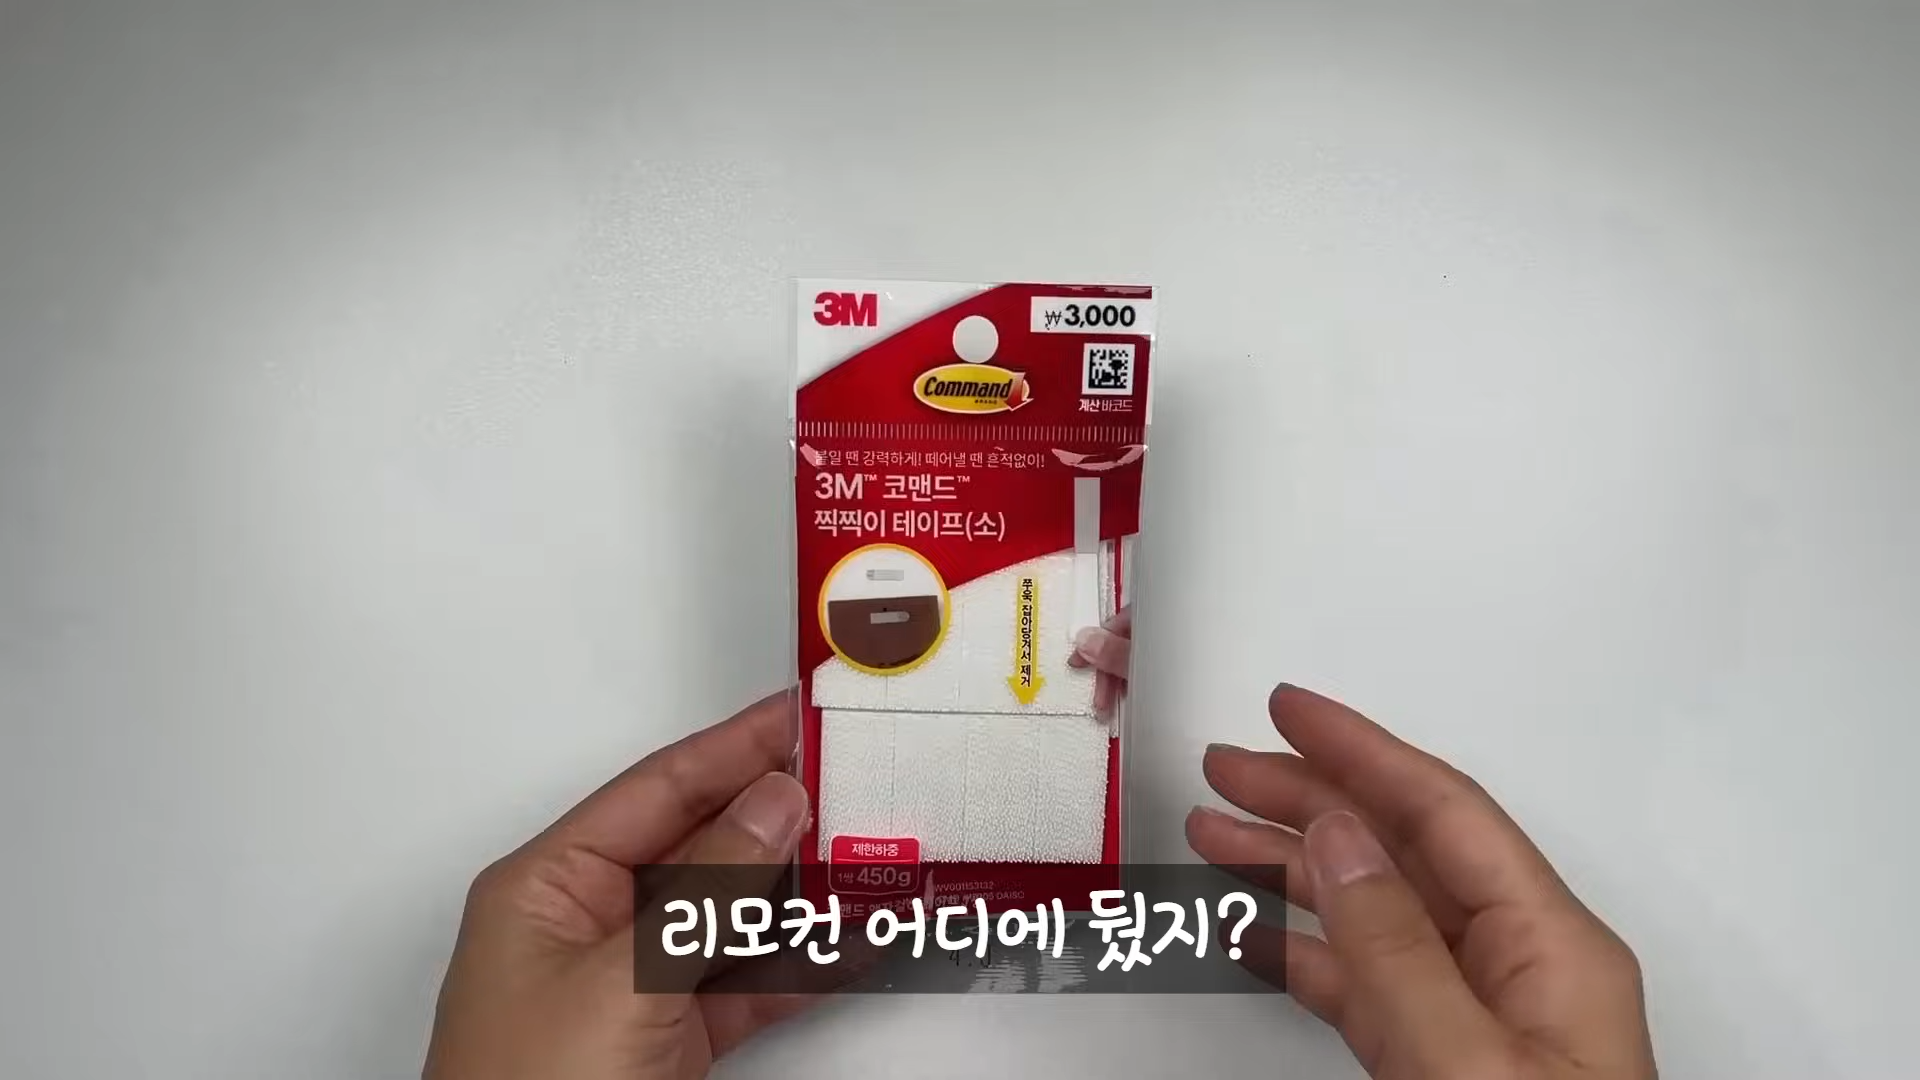 3M
₩3,000
Command
BRAND
계산 바코드
붙일 땐 강력하게! 떼어낼 땐 흔적없이!
3M™ 코맨드™
찍찍이 테이프(소)
쭈욱 잡아당겨서 제거
제한하중
1쌍 450g
리모컨 어디에 뒀지?